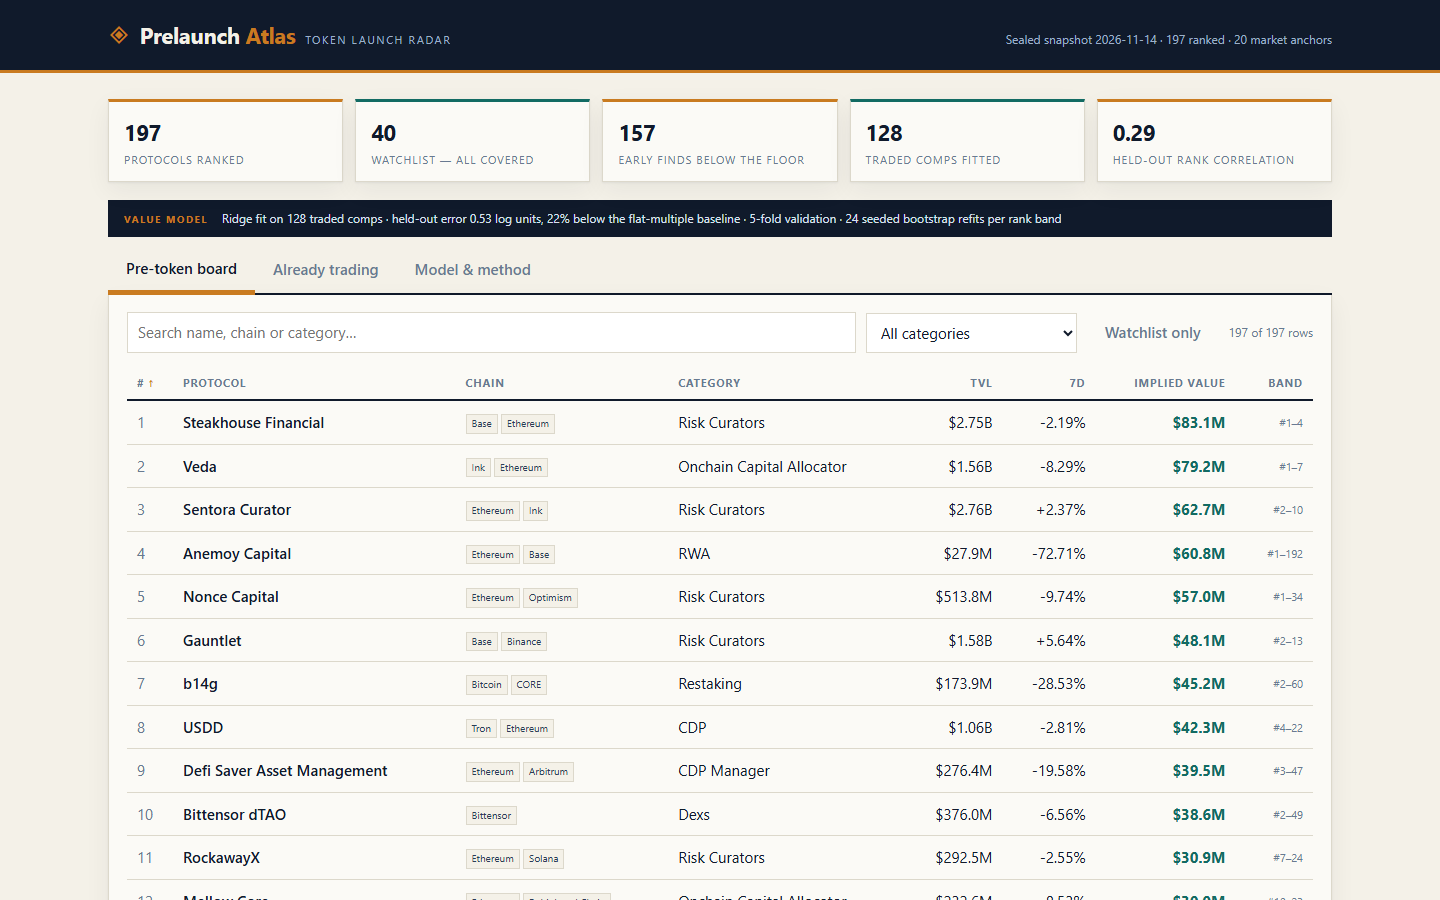 Prelaunch Atlas TOKEN LAUNCH RADAR
Sealed snapshot 2026-11-14 · 197 ranked · 20 market anchors
197
PROTOCOLS RANKED
40
WATCHLIST — ALL COVERED
157
EARLY FINDS BELOW THE FLOOR
128
TRADED COMPS FITTED
0.29
HELD-OUT RANK CORRELATION
VALUE MODEL Ridge fit on 128 traded comps · held-out error 0.53 log units, 22% below the flat-multiple baseline · 5-fold validation · 24 seeded bootstrap refits per rank band
Pre-token board Already trading Model & method
Search name, chain or category... All categories Watchlist only 197 of 197 rows
# ↑ PROTOCOL CHAIN CATEGORY TVL 7D IMPLIED VALUE BAND
1 Steakhouse Financial Base Ethereum Risk Curators $2.75B -2.19% $83.1M #1–4
2 Veda Ink Ethereum Onchain Capital Allocator $1.56B -8.29% $79.2M #1–7
3 Sentora Curator Ethereum Ink Risk Curators $2.76B +2.37% $62.7M #2–10
4 Anemoy Capital Ethereum Base RWA $27.9M -72.71% $60.8M #1–192
5 Nonce Capital Ethereum Optimism Risk Curators $513.8M -9.74% $57.0M #1–34
6 Gauntlet Base Binance Risk Curators $1.58B +5.64% $48.1M #2–13
7 b14g Bitcoin CORE Restaking $173.9M -28.53% $45.2M #2–60
8 USDD Tron Ethereum CDP $1.06B -2.81% $42.3M #4–22
9 Defi Saver Asset Management Ethereum Arbitrum CDP Manager $276.4M -19.58% $39.5M #3–47
10 Bittensor dTAO Bittensor Dexs $376.0M -6.56% $38.6M #2–49
11 RockawayX Ethereum Solana Risk Curators $292.5M -2.55% $30.9M #7–24